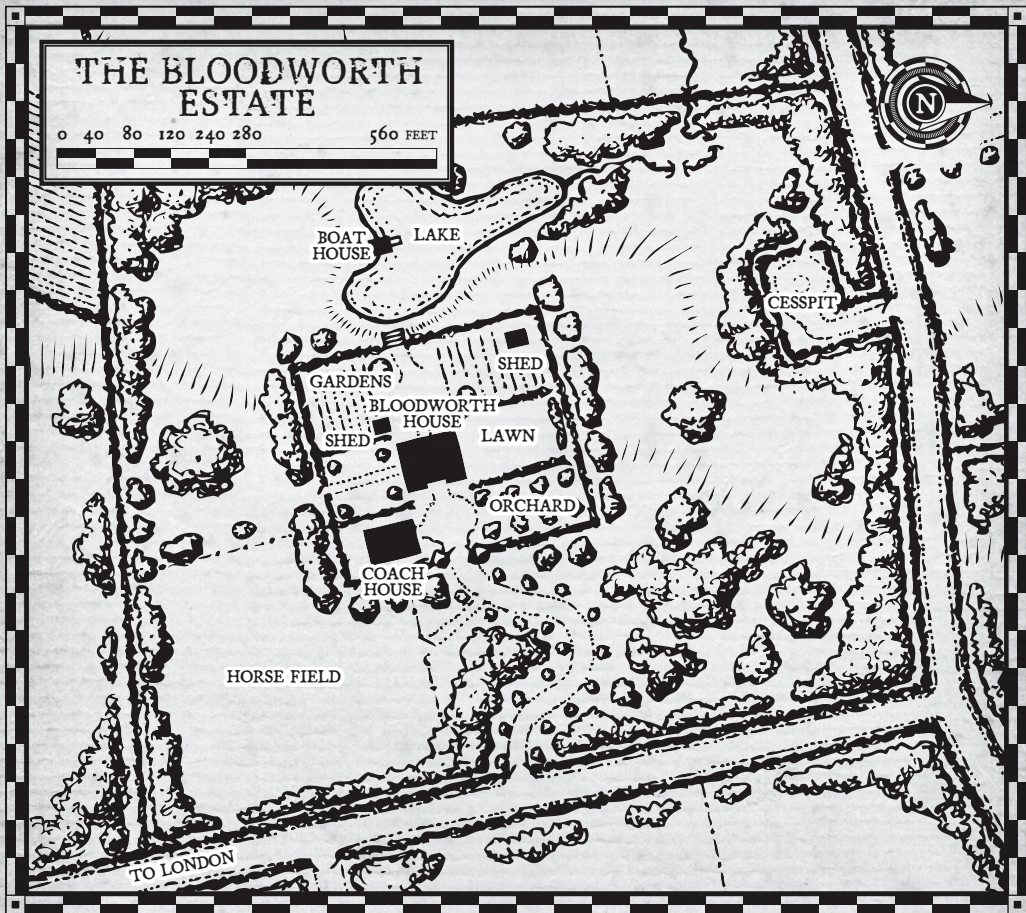 THE BLOODWORTH
ESTATE
0 40 80 120 240 280 560 FEET
N
BOAT
HOUSE
LAKE
CESSPIT
SHED
GARDENS
BLOODWORTH
HOUSE
SHED
LAWN
ORCHARD
COACH
HOUSE
HORSE FIELD
TO LONDON